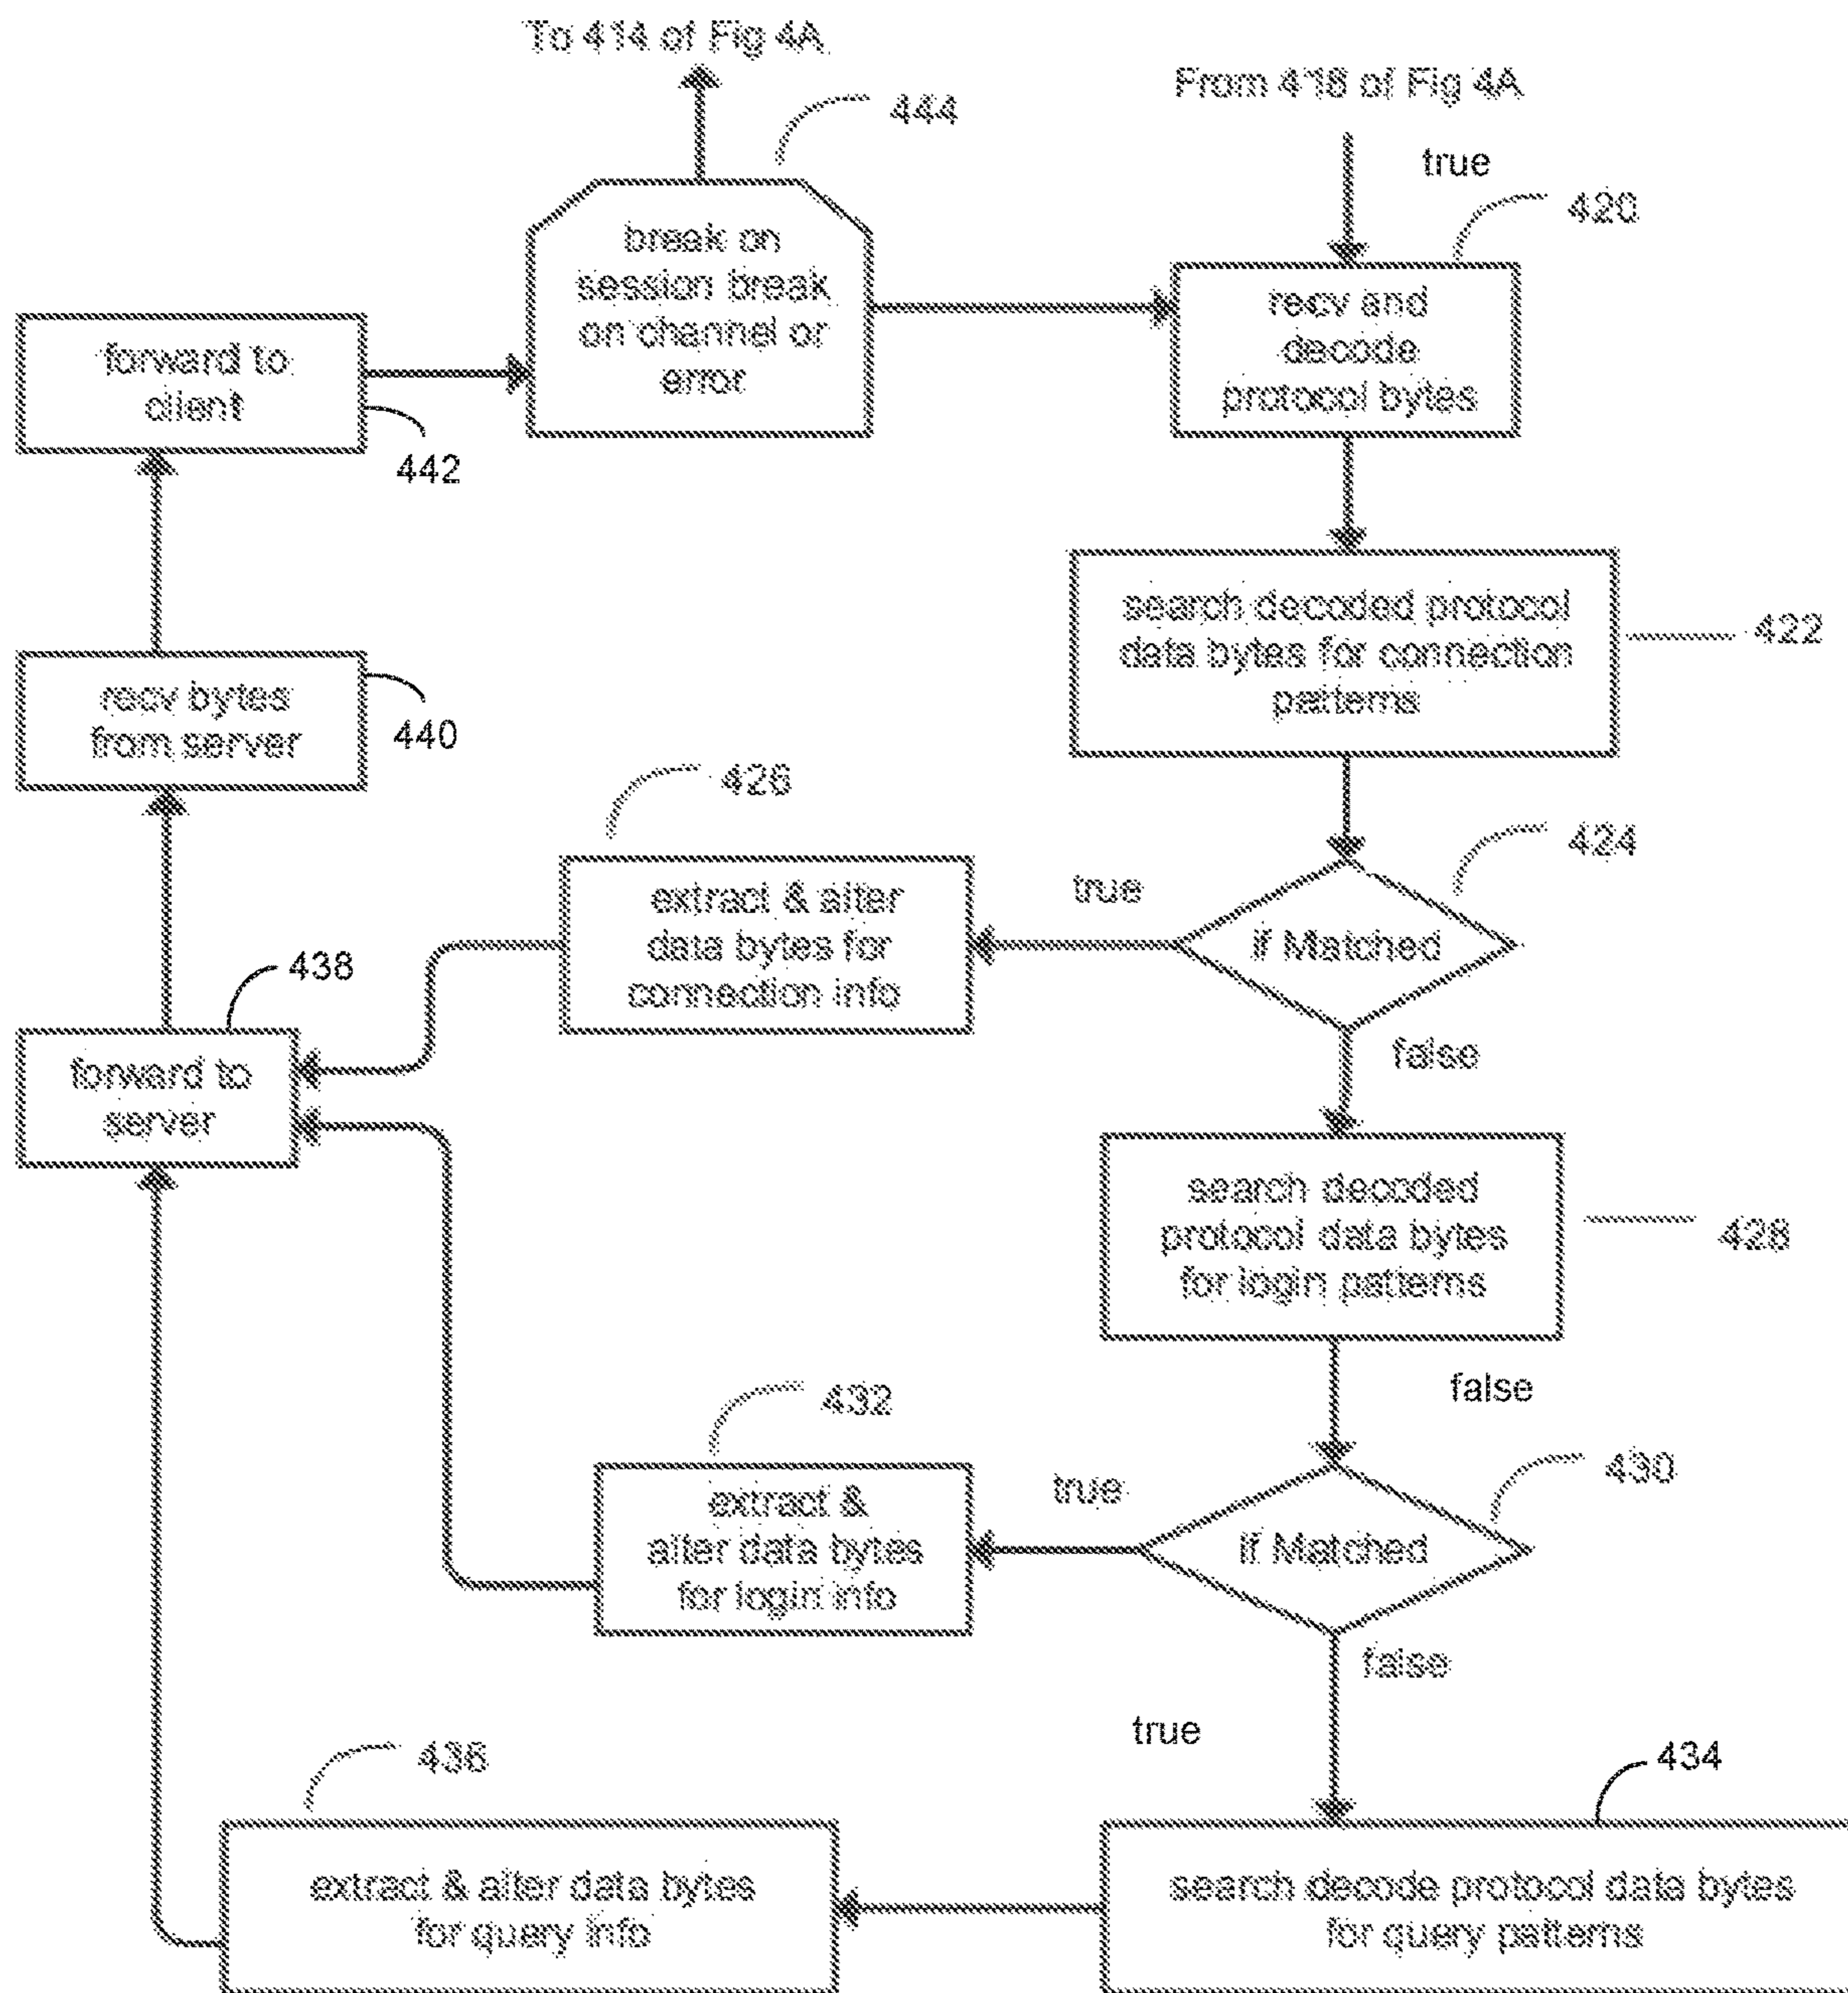 To 414 of Fig 4A
From 418 of Fig 4A
444
true
420
break on
session break
on channel or
error
recv and
decode
protocol bytes
forward to
client
442
search decoded protocol
data bytes for connection
patterns
422
recv bytes
from server
440
426
424
extract & alter
data bytes for
connection info
true
if Matched
438
false
forward to
server
search decoded
protocol data bytes
for login patterns
428
false
432
430
extract &
alter data bytes
for login info
true
if Matched
false
true
436
434
extract & alter data bytes
for query info
search decode protocol data bytes
for query patterns